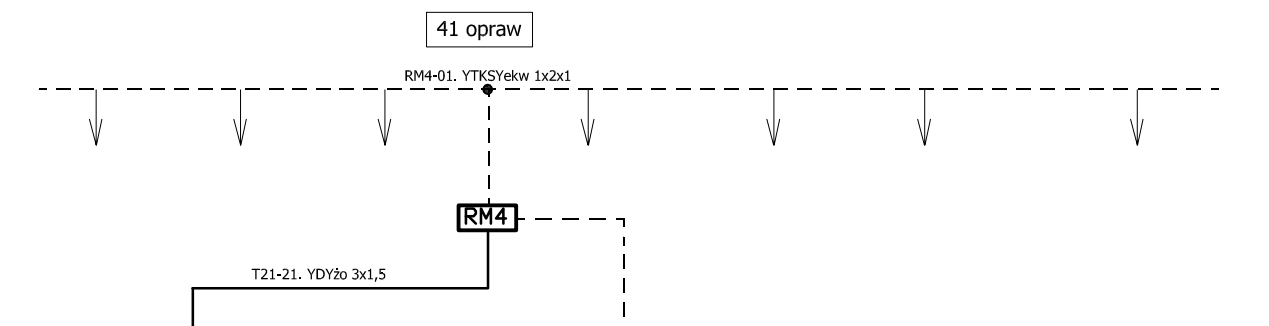 41 opraw
RM4-01. YTKSYekw 1x2x1
RM4
T21-21. YDYżo 3x1,5